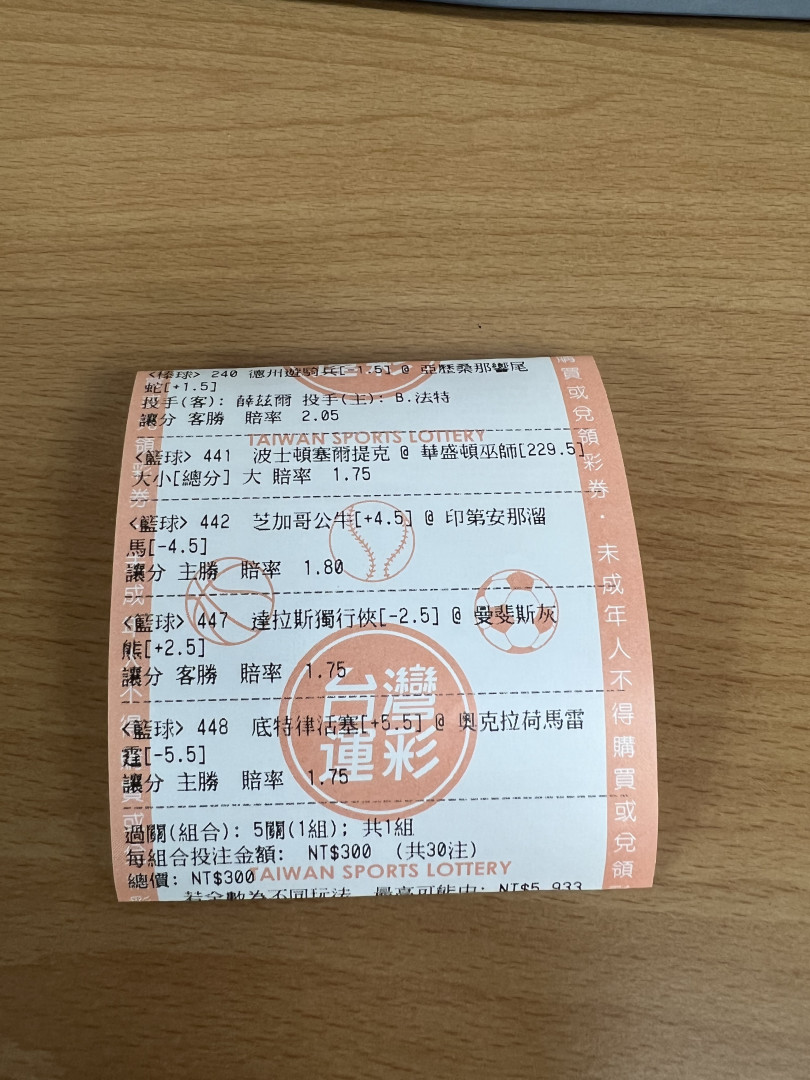 <棒球> 240 德州遊騎兵[-1.5] @ 亞歷桑那響尾
蛇[+1.5]
投手(客): 薛茲爾 投手(主): B.法特
讓分 客勝 賠率 2.05
TAIWAN SPORTS LOTTERY
<籃球> 441 波士頓塞爾提克 @ 華盛頓巫師[229.5]
大小[總分] 大 賠率 1.75
<籃球> 442 芝加哥公牛[+4.5] @ 印第安那溜
馬[-4.5]
讓分 主勝 賠率 1.80
<籃球> 447 達拉斯獨行俠[-2.5] @ 曼斐斯灰
熊[+2.5]
讓分 客勝 賠率 1.75
台灣
運彩
<籃球> 448 底特律活塞[+5.5] @ 奧克拉荷馬雷
霆[-5.5]
讓分 主勝 賠率 1.75
過關(組合): 5關(1組); 共1組
每組合投注金額: NT$300 (共30注)
總價: NT$300
TAIWAN SPORTS LOTTERY
若全數為不同玩法 最高可能中: NT$5,933
購買或兌領彩券·未成年人不得購買或兌領